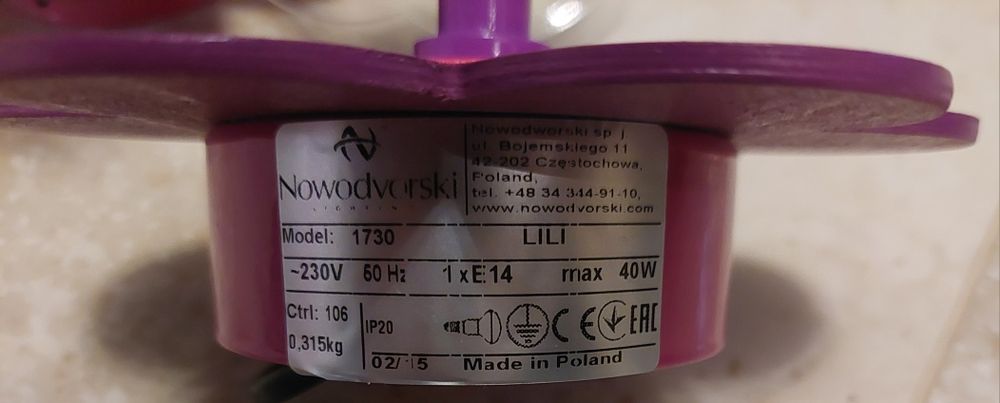 Nowodvorski
LIGHTING
Nowodworski sp. j.
ul. Bojemskiego 11
42-202 Częstochowa,
Poland,
tel. +48 34 344-91-10,
www.nowodvorski.com
Model: 1730 LILI
~230V 50 Hz 1 x E14 max 40W
Ctrl: 106
0,315kg
IP20
CE EAC
Made in Poland